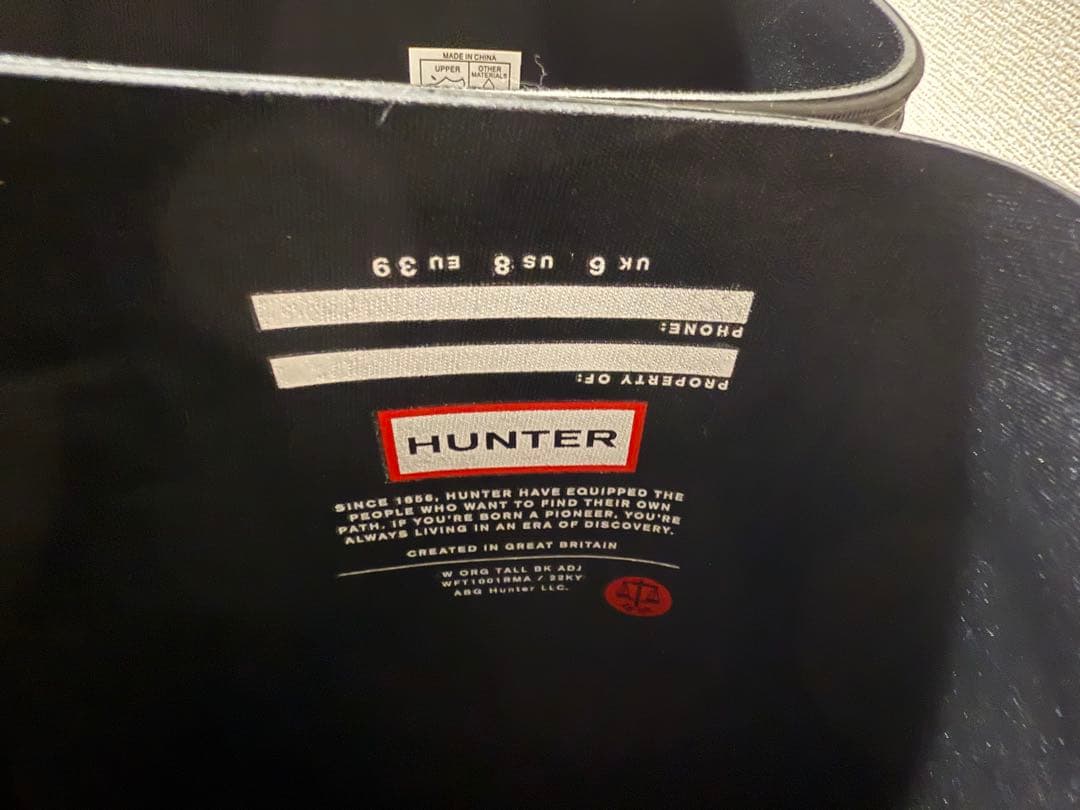 MADE IN CHINA
UPPER OTHER MATERIALS
UK 6 US 8 EU 39
PHONE:
PROPERTY OF:
HUNTER
SINCE 1856, HUNTER HAVE EQUIPPED THE
PEOPLE WHO WANT TO FIND THEIR OWN
PATH. IF YOU'RE BORN A PIONEER, YOU'RE
ALWAYS LIVING IN AN ERA OF DISCOVERY.
CREATED IN GREAT BRITAIN
W ORG TALL BK ADJ
WFT1001RMA / 22KY
ABG Hunter LLC.